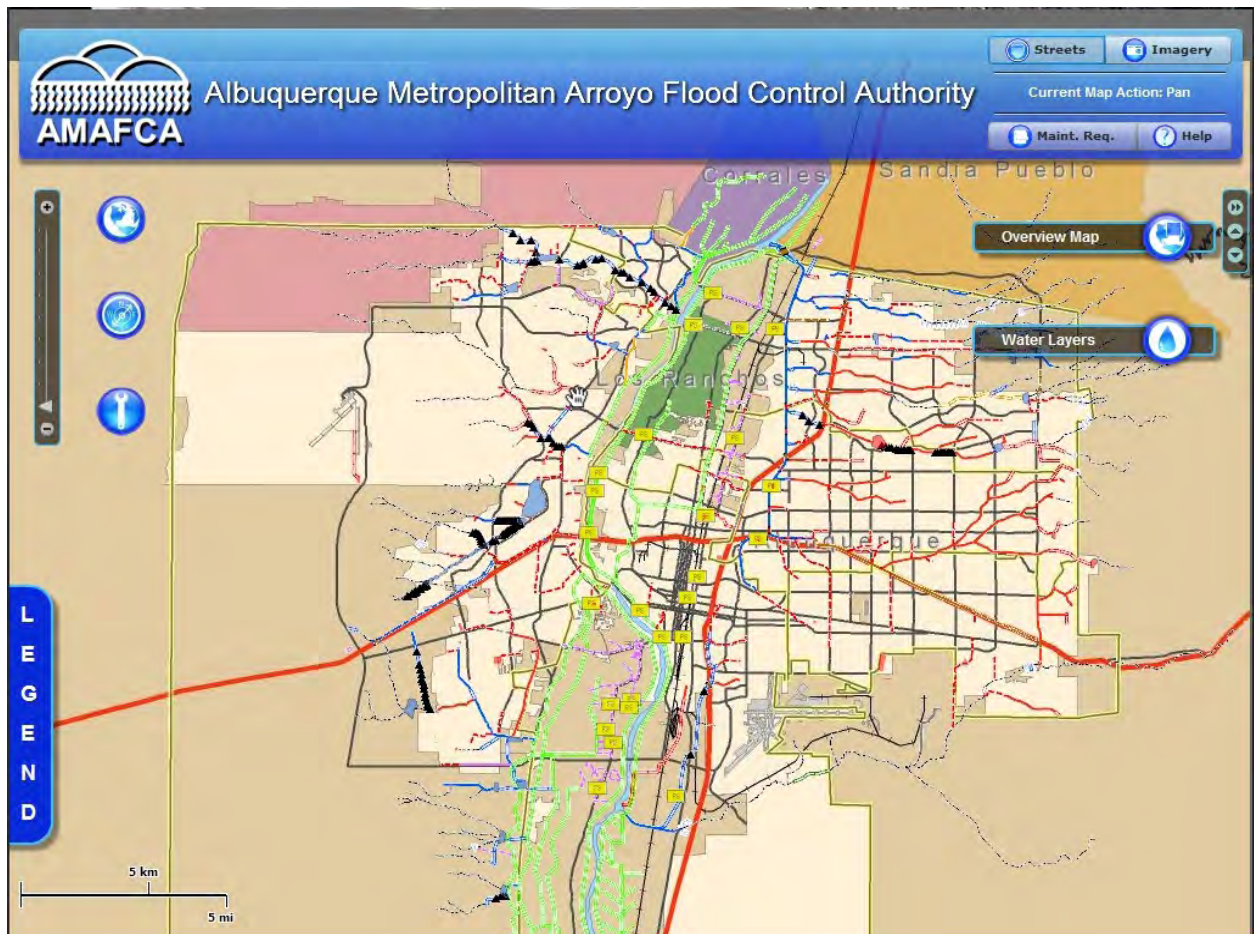 AMAFCA
Albuquerque Metropolitan Arroyo Flood Control Authority
Streets
Imagery
Current Map Action: Pan
Maint. Req.
Help
Corrales
Sandia Pueblo
Overview Map
Water Layers
Los Ranchos
LEGEND
5 km
5 mi